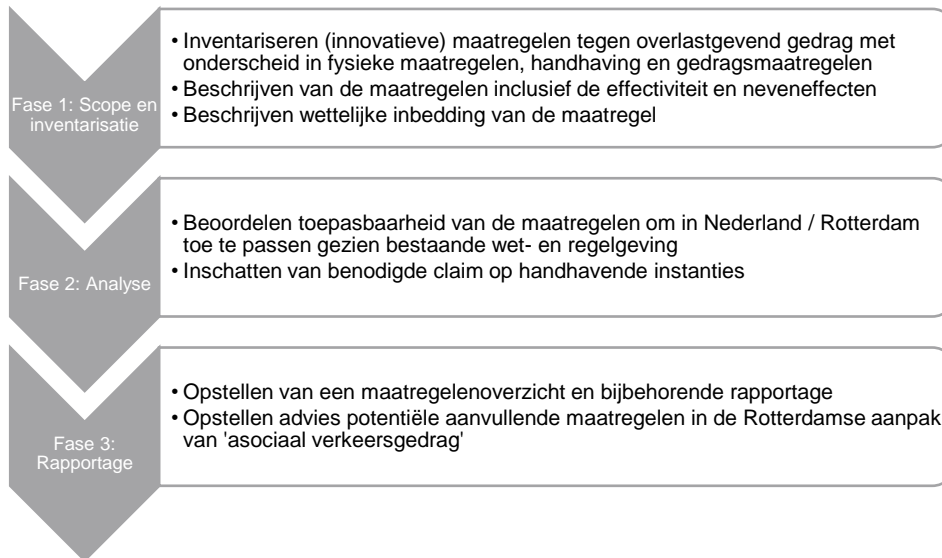 Fase 1: Scope en
inventarisatie
• Inventariseren (innovatieve) maatregelen tegen overlastgevend gedrag met
onderscheid in fysieke maatregelen, handhaving en gedragsmaatregelen
• Beschrijven van de maatregelen inclusief de effectiviteit en neveneffecten
• Beschrijven wettelijke inbedding van de maatregel
Fase 2: Analyse
• Beoordelen toepasbaarheid van de maatregelen om in Nederland / Rotterdam
toe te passen gezien bestaande wet- en regelgeving
• Inschatten van benodigde claim op handhavende instanties
Fase 3:
Rapportage
• Opstellen van een maatregelenoverzicht en bijbehorende rapportage
• Opstellen advies potentiële aanvullende maatregelen in de Rotterdamse aanpak
van 'asociaal verkeersgedrag'